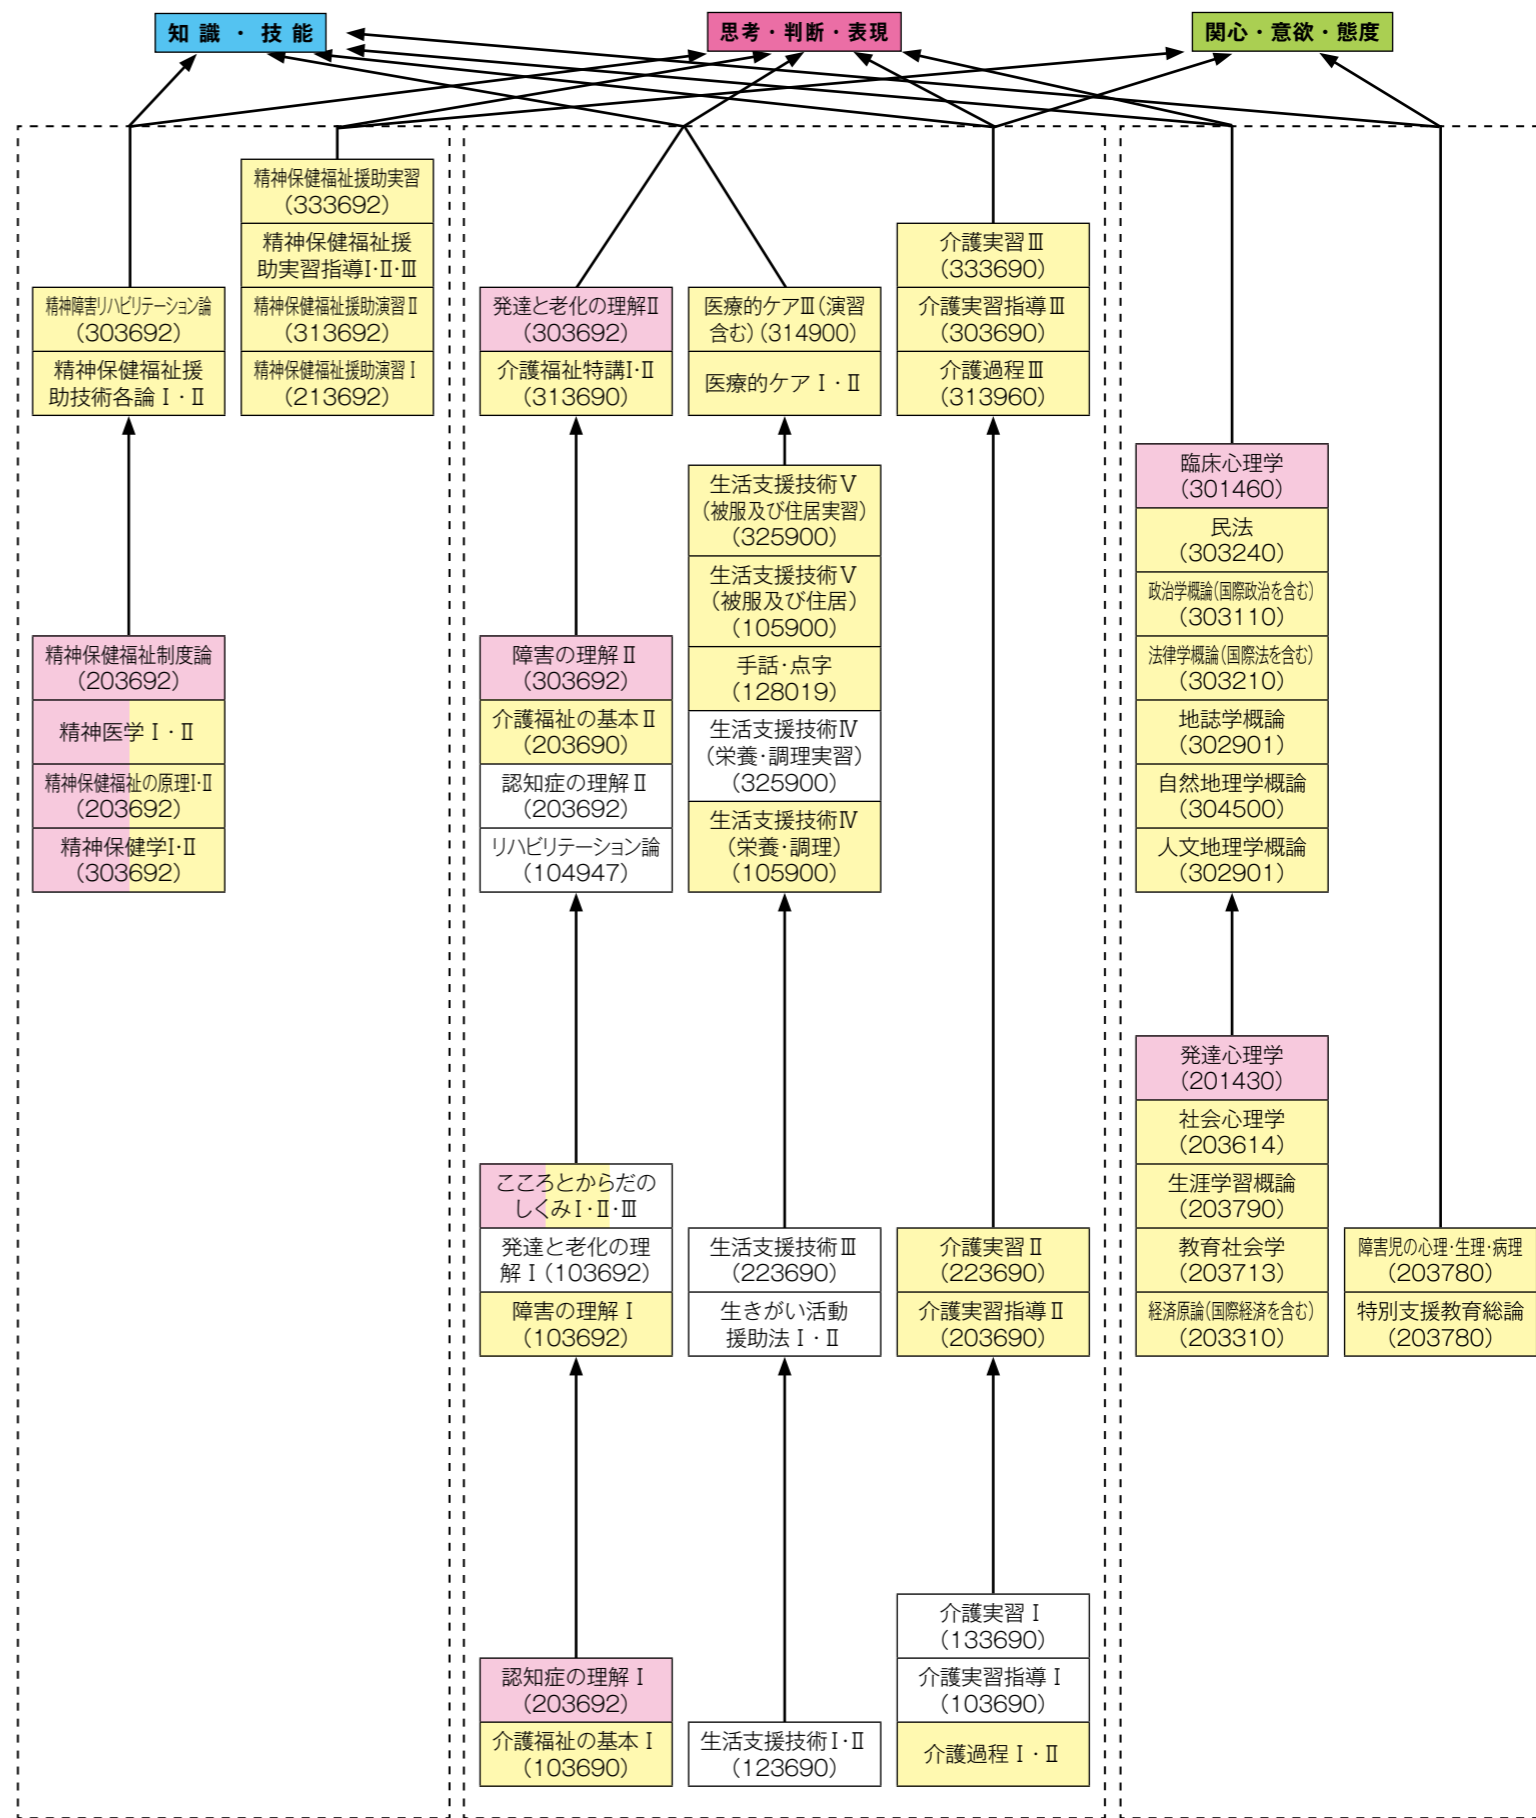 知識・技能
思考・判断・表現
関心・意欲・態度
精神保健福祉援助実習
(333692)
精神保健福祉援
助実習指導Ⅰ・Ⅱ・Ⅲ
精神保健福祉援助演習Ⅱ
(313692)
精神保健福祉援助演習Ⅰ
(213692)
精神障害リハビリテーション論
(303692)
精神保健福祉援
助技術各論Ⅰ・Ⅱ
精神保健福祉制度論
(203692)
精神医学Ⅰ・Ⅱ
精神保健福祉の原理Ⅰ・Ⅱ
(203692)
精神保健学Ⅰ・Ⅱ
(303692)
発達と老化の理解Ⅱ
(303692)
介護福祉特講Ⅰ・Ⅱ
(313690)
障害の理解Ⅱ
(303692)
介護福祉の基本Ⅱ
(203690)
認知症の理解Ⅱ
(203692)
リハビリテーション論
(104947)
こころとからだの
しくみⅠ・Ⅱ・Ⅲ
発達と老化の理
解Ⅰ(103692)
障害の理解Ⅰ
(103692)
認知症の理解Ⅰ
(203692)
介護福祉の基本Ⅰ
(103690)
医療的ケアⅢ(演習
含む)(314900)
医療的ケアⅠ・Ⅱ
生活支援技術Ⅴ
(被服及び住居実習)
(325900)
生活支援技術Ⅴ
(被服及び住居)
(105900)
手話・点字
(128019)
生活支援技術Ⅳ
(栄養・調理実習)
(325900)
生活支援技術Ⅳ
(栄養・調理)
(105900)
生活支援技術Ⅲ
(223690)
生きがい活動
援助法Ⅰ・Ⅱ
生活支援技術Ⅰ・Ⅱ
(123690)
介護実習Ⅲ
(333690)
介護実習指導Ⅲ
(303690)
介護過程Ⅲ
(313960)
介護実習Ⅱ
(223690)
介護実習指導Ⅱ
(203690)
介護実習Ⅰ
(133690)
介護実習指導Ⅰ
(103690)
介護過程Ⅰ・Ⅱ
臨床心理学
(301460)
民法
(303240)
政治学概論(国際政治を含む)
(303110)
法律学概論(国際法を含む)
(303210)
地誌学概論
(302901)
自然地理学概論
(304500)
人文地理学概論
(302901)
発達心理学
(201430)
社会心理学
(203614)
生涯学習概論
(203790)
教育社会学
(203713)
経済原論(国際経済を含む)
(203310)
障害児の心理・生理・病理
(203780)
特別支援教育総論
(203780)